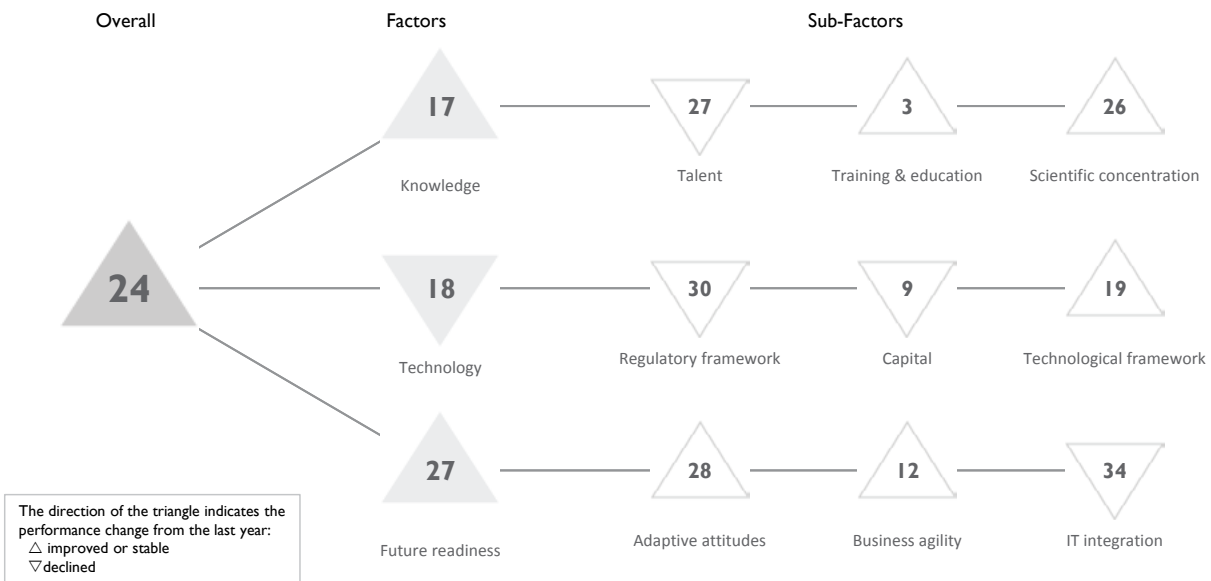 Overall
Factors
Sub-Factors
17
27
3
26
Knowledge
Talent
Training & education
Scientific concentration
24
18
30
9
19
Technology
Regulatory framework
Capital
Technological framework
27
28
12
34
Future readiness
Adaptive attitudes
Business agility
IT integration
The direction of the triangle indicates the
performance change from the last year:
△ improved or stable
▽declined